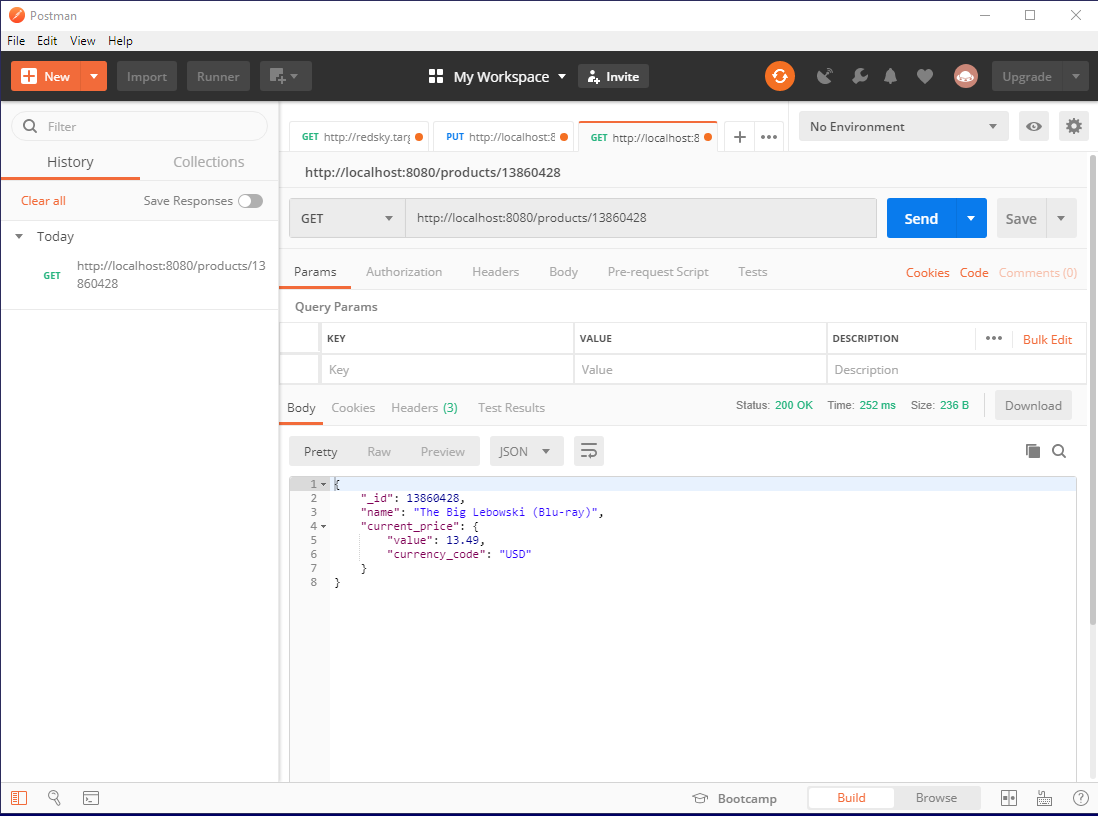 Postman
File Edit View Help
New Import Runner My Workspace Invite Upgrade
Filter
History Collections
Clear all Save Responses
Today
GET http://localhost:8080/products/13
860428
GET http://redsky.targ PUT http://localhost:8 GET http://localhost:8 No Environment
http://localhost:8080/products/13860428
GET http://localhost:8080/products/13860428 Send Save
Params Authorization Headers Body Pre-request Script Tests Cookies Code Comments (0)
Query Params
KEY VALUE DESCRIPTION Bulk Edit
Key Value Description
Body Cookies Headers (3) Test Results Status: 200 OK Time: 252 ms Size: 236 B Download
Pretty Raw Preview JSON
1 {
2 "_id": 13860428,
3 "name": "The Big Lebowski (Blu-ray)",
4 "current_price": {
5 "value": 13.49,
6 "currency_code": "USD"
7 }
8 }
Bootcamp Build Browse